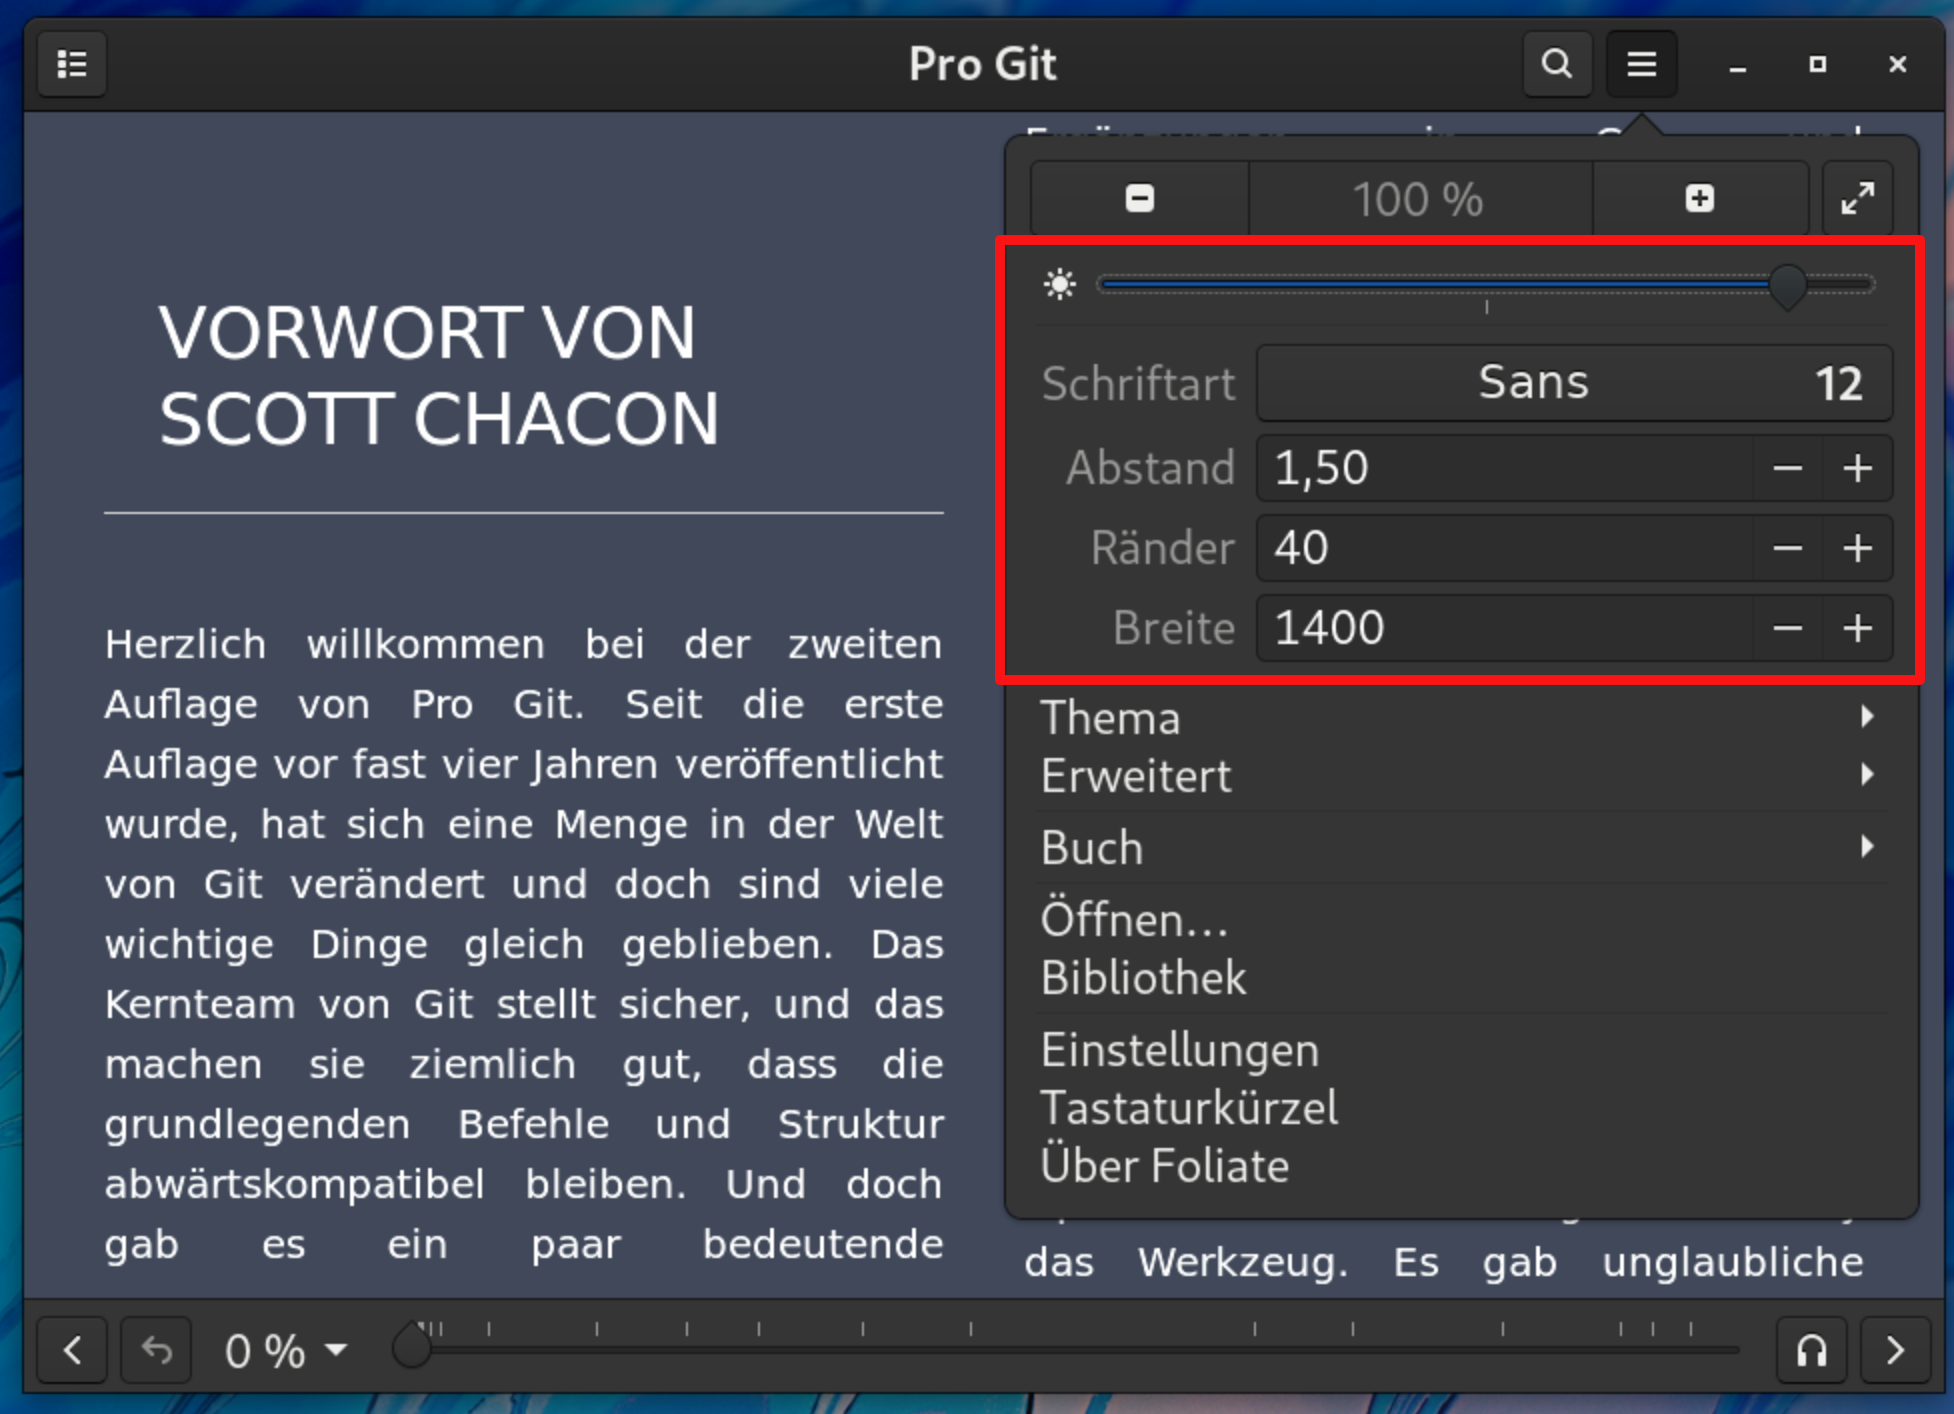 Pro Git
100 %
Schriftart Sans 12
Abstand 1,50
Ränder 40
Breite 1400
Thema
Erweitert
Buch
Öffnen...
Bibliothek
Einstellungen
Tastaturkürzel
Über Foliate
VORWORT VON
SCOTT CHACON
Herzlich willkommen bei der zweiten
Auflage von Pro Git. Seit die erste
Auflage vor fast vier Jahren veröffentlicht
wurde, hat sich eine Menge in der Welt
von Git verändert und doch sind viele
wichtige Dinge gleich geblieben. Das
Kernteam von Git stellt sicher, und das
machen sie ziemlich gut, dass die
grundlegenden Befehle und Struktur
abwärtskompatibel bleiben. Und doch
gab es ein paar bedeutende
das Werkzeug. Es gab unglaubliche
0 %